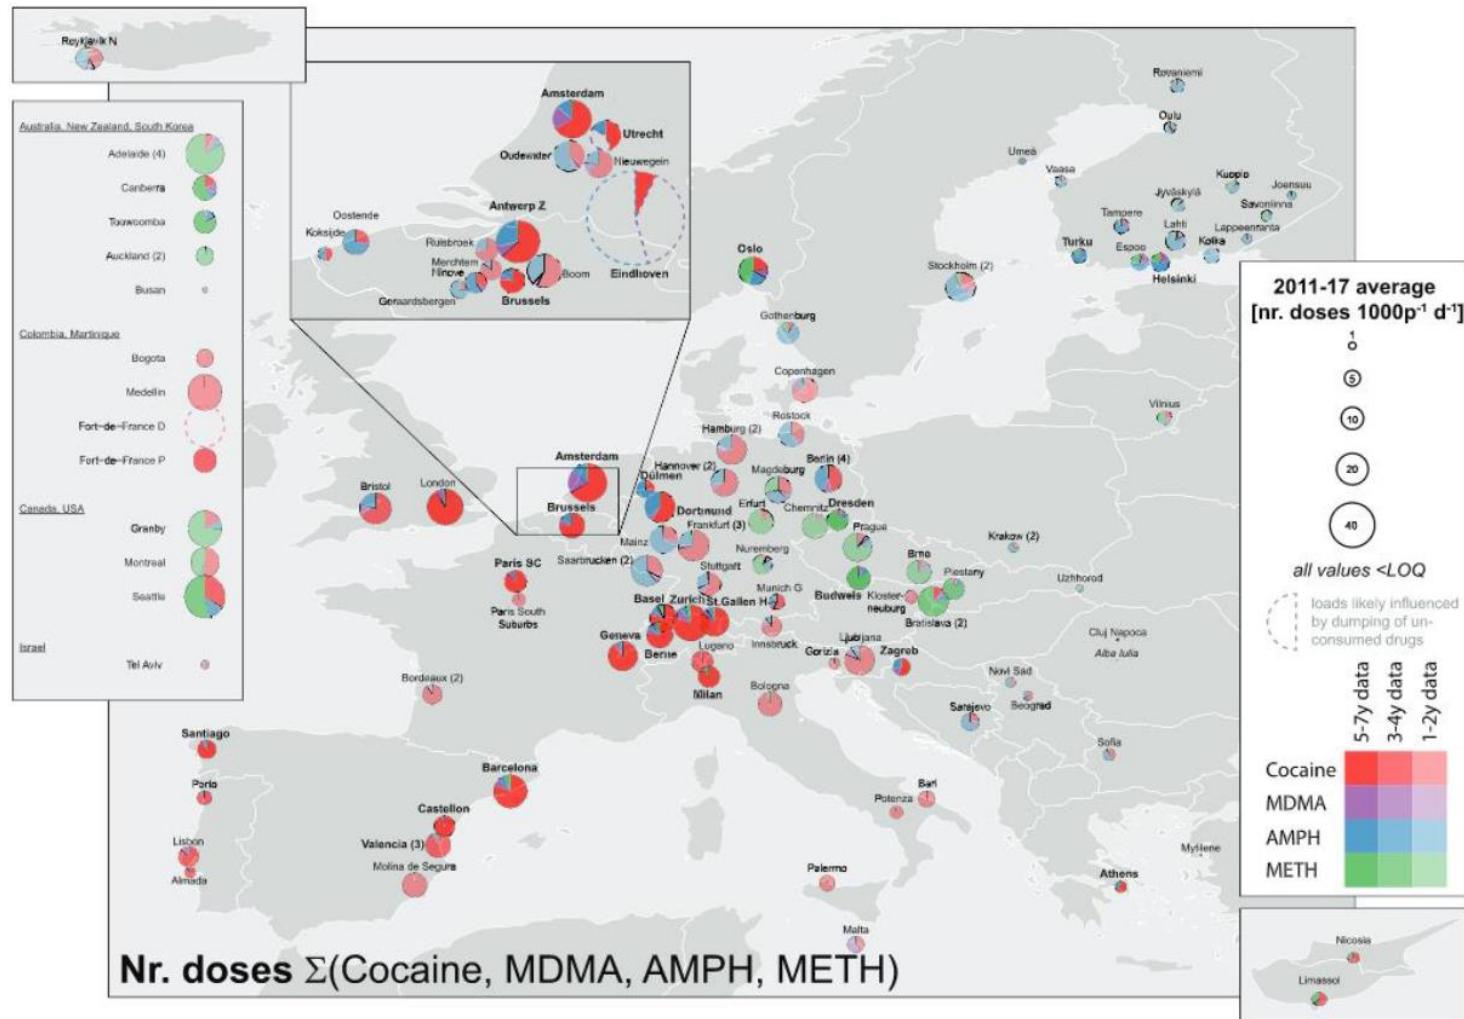 Reykjavik N
Australia, New Zealand, South Korea
Adelaide (4)
Canberra
Toowoomba
Auckland (2)
Busan
Colombia, Martinique
Bogota
Medellin
Fort-de-France D
Fort-de-France P
Canada, USA
Granby
Montreal
Seattle
Israel
Tel Aviv
Amsterdam
Utrecht
Oudewater
Nieuwegein
Antwerp Z
Oostende
Koksijde
Ruisbroek
Merchtem
Ninove
Boom
Geraardsbergen
Brussels
Eindhoven
Rovaniemi
Oulu
Umeå
Vaasa
Kuopio
Joensuu
Jyväskylä
Savonlinna
Tampere
Lahti
Lappeenranta
Turku
Espoo
Kotka
Helsinki
Oslo
Stockholm (2)
Gothenburg
Copenhagen
Vilnius
Rostock
Hamburg (2)
Hannover (2)
Magdeburg
Berlin (4)
Amsterdam
Dülmen
Bristol
London
Brussels
Dortmund
Erfurt
Chemnitz
Dresden
Frankfurt (3)
Prague
Mainz
Nuremberg
Krakow (2)
Brno
Piestany
Saarbrucken (2)
Stuttgart
Paris SC
Munich G
Budweis
Kloster-
neuburg
Uzhhorod
Bratislava (2)
Paris South
Suburbs
Basel
Zurich
St Gallen H
Innsbruck
Cluj Napoca
Alba Iulia
Geneva
Berne
Lugano
Ljubljana
Gorizia
Zagreb
Milan
Bordeaux (2)
Bologna
Novi Sad
Beograd
Sarajevo
Sofia
Santiago
Porto
Barcelona
Castellon
Valencia (3)
Lisbon
Almada
Molina de Segura
Bari
Potenza
Palermo
Malta
Athens
Mytilene
Nr. doses Σ(Cocaine, MDMA, AMPH, METH)
2011-17 average
[nr. doses 1000p⁻¹ d⁻¹]
1
5
10
20
40
all values <LOQ
loads likely influenced
by dumping of un-
consumed drugs
5-7y data
3-4y data
1-2y data
Cocaine
MDMA
AMPH
METH
Nicosia
Limassol